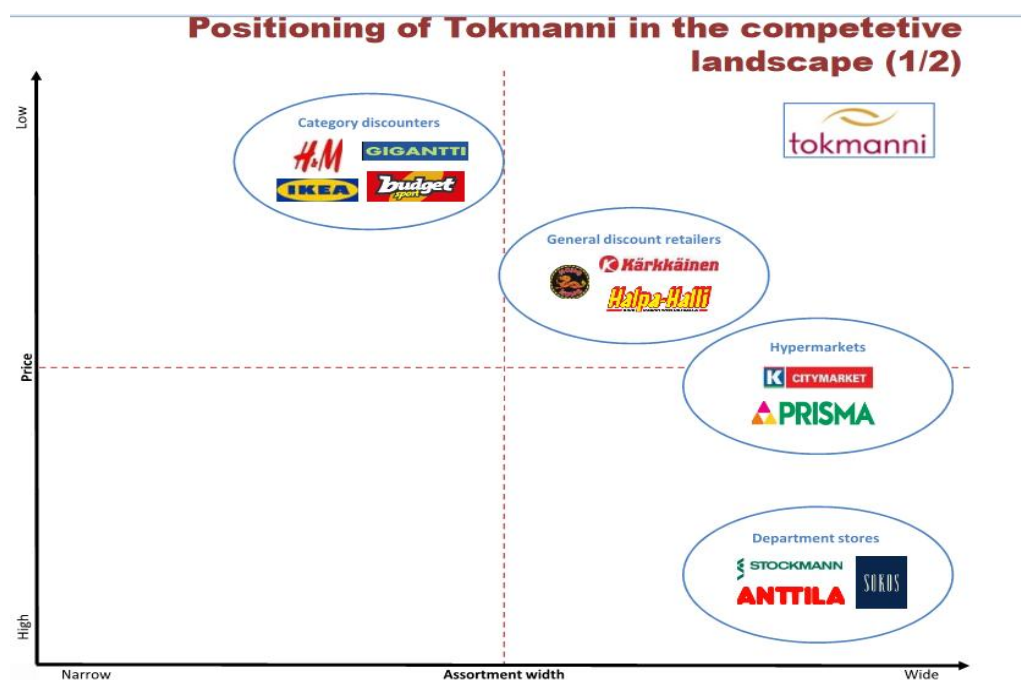 Positioning of Tokmanni in the competetive
landscape (1/2)
Low
Price
High
Category discounters
H&M
GIGANTTI
IKEA
budget
sport
tokmanni
General discount retailers
K Kärkkäinen
Halpa-Halli
Hypermarkets
K CITYMARKET
PRISMA
Department stores
STOCKMANN
SOKOS
ANTTILA
Narrow
Assortment width
Wide